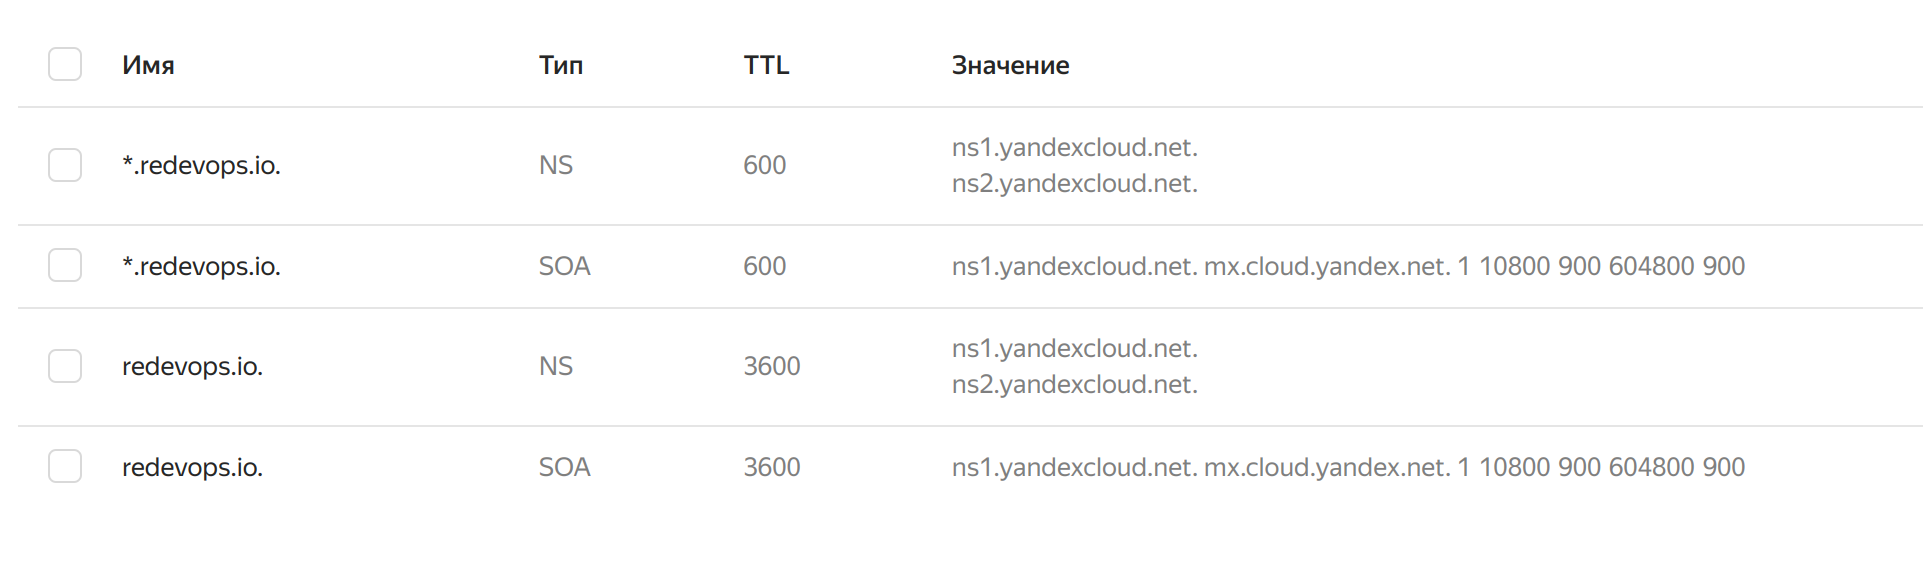 Имя Тип TTL Значение
*.redevops.io. NS 600 ns1.yandexcloud.net.
ns2.yandexcloud.net.
*.redevops.io. SOA 600 ns1.yandexcloud.net. mx.cloud.yandex.net. 1 10800 900 604800 900
redevops.io. NS 3600 ns1.yandexcloud.net.
ns2.yandexcloud.net.
redevops.io. SOA 3600 ns1.yandexcloud.net. mx.cloud.yandex.net. 1 10800 900 604800 900